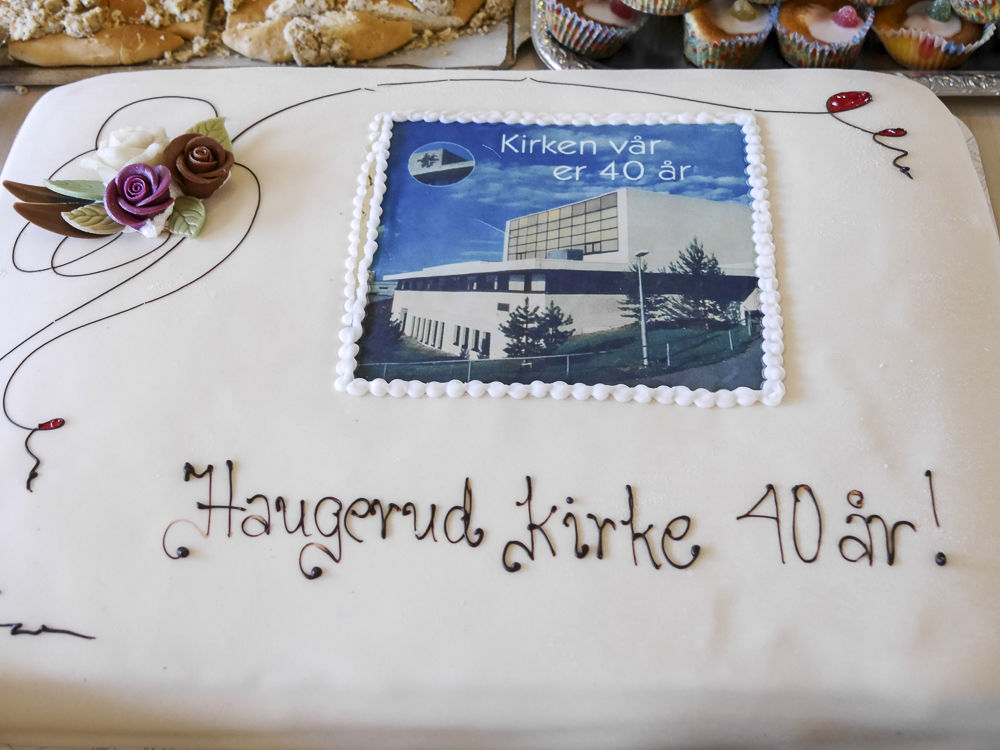 Kirken vår
er 40 år
Haugerud Kirke 40 år!